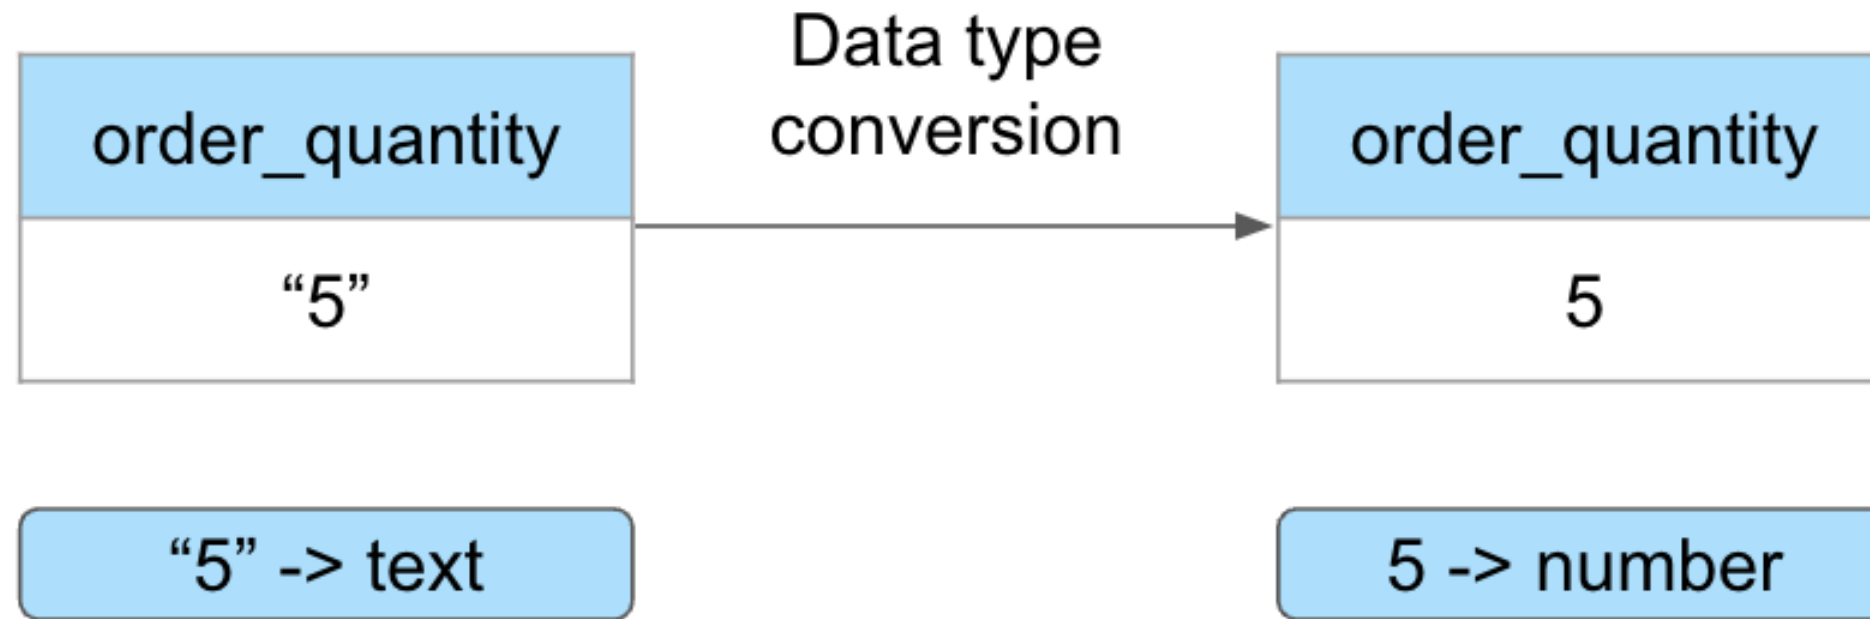 order_quantity
“5”
“5” -> text
Data type
conversion
order_quantity
5
5 -> number